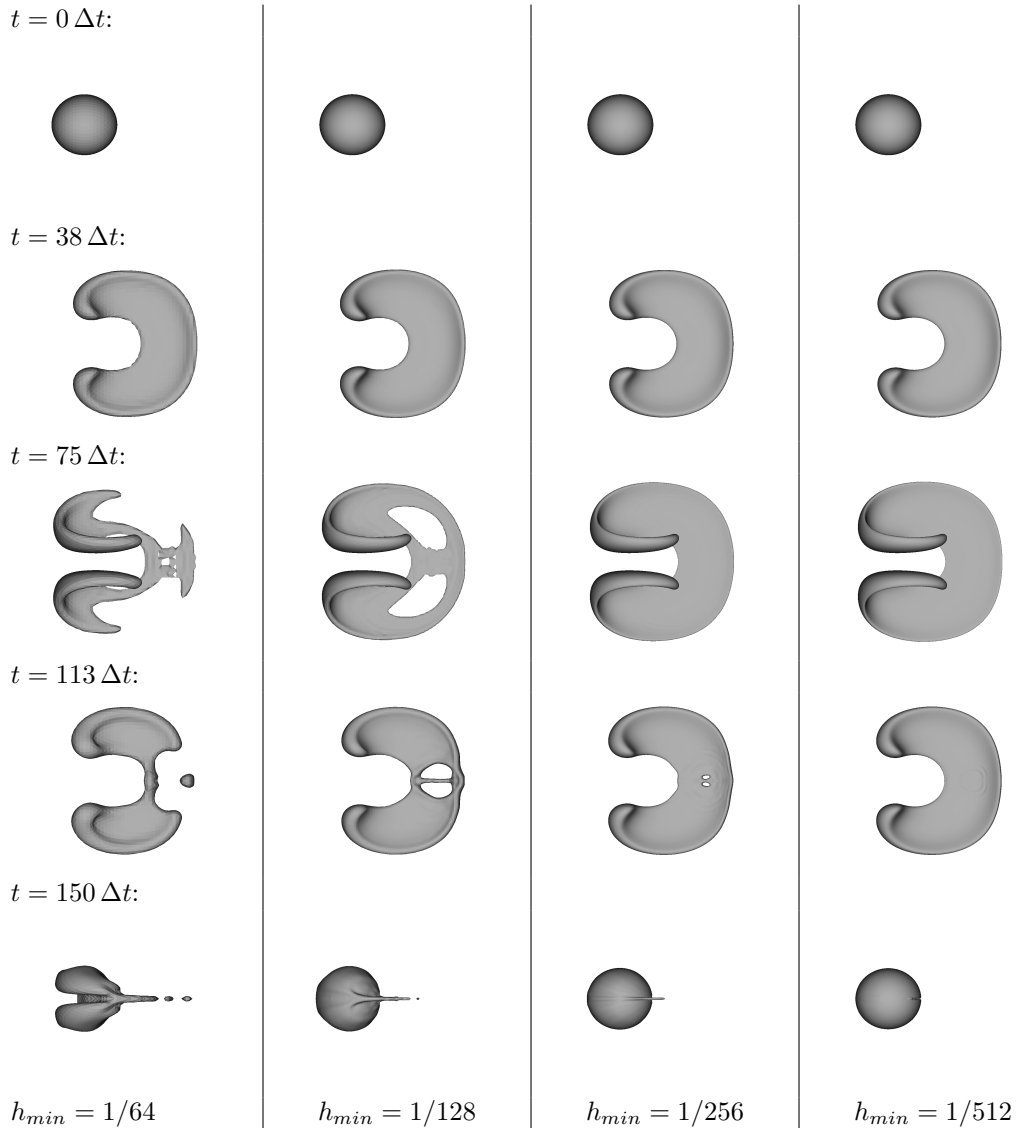 t = 0 Δt:
t = 38 Δt:
t = 75 Δt:
t = 113 Δt:
t = 150 Δt:
h_{min} = 1/64 h_{min} = 1/128 h_{min} = 1/256 h_{min} = 1/512